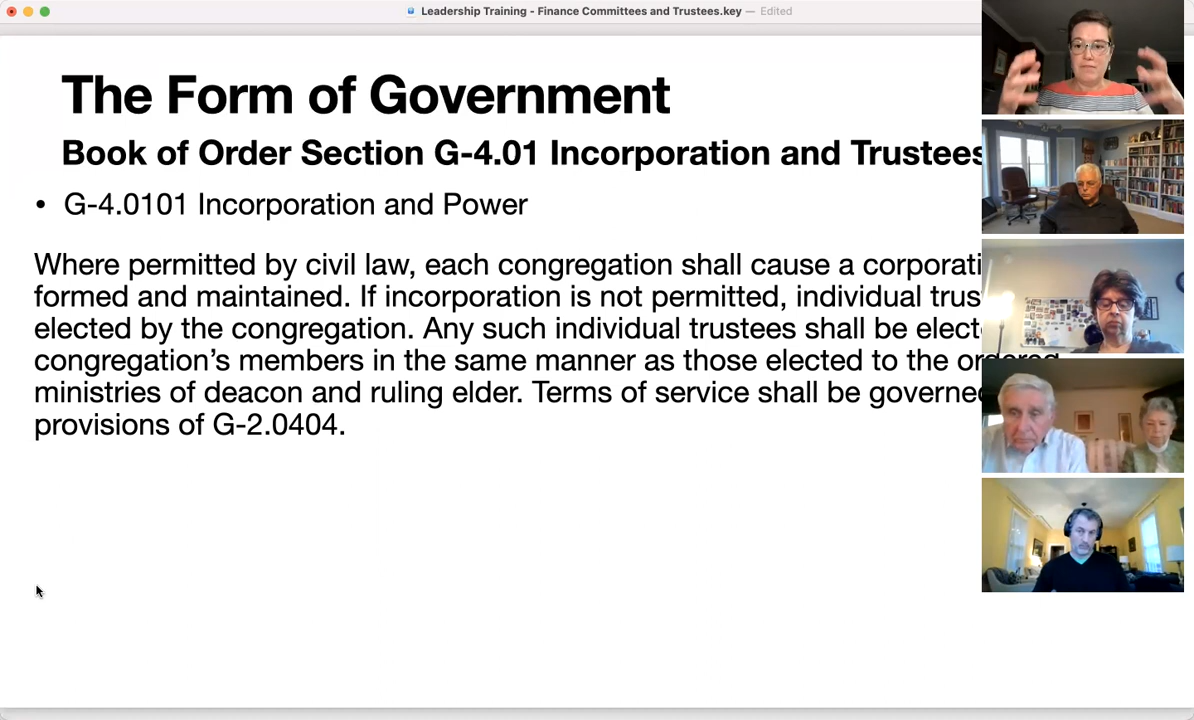 Leadership Training - Finance Committees and Trustees.key — Edited
The Form of Government
Book of Order Section G-4.01 Incorporation and Trustees
• G-4.0101 Incorporation and Power
Where permitted by civil law, each congregation shall cause a corporati
formed and maintained. If incorporation is not permitted, individual trus
elected by the congregation. Any such individual trustees shall be elect
congregation’s members in the same manner as those elected to the ordered
ministries of deacon and ruling elder. Terms of service shall be governed
provisions of G-2.0404.